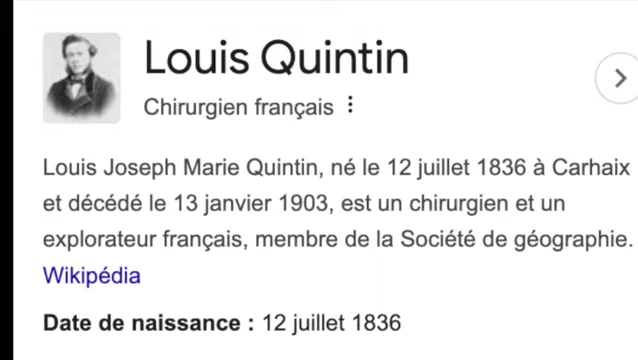 Louis Quintin
Chirurgien français
Louis Joseph Marie Quintin, né le 12 juillet 1836 à Carhaix
et décédé le 13 janvier 1903, est un chirurgien et un
explorateur français, membre de la Société de géographie.
Wikipédia
Date de naissance : 12 juillet 1836